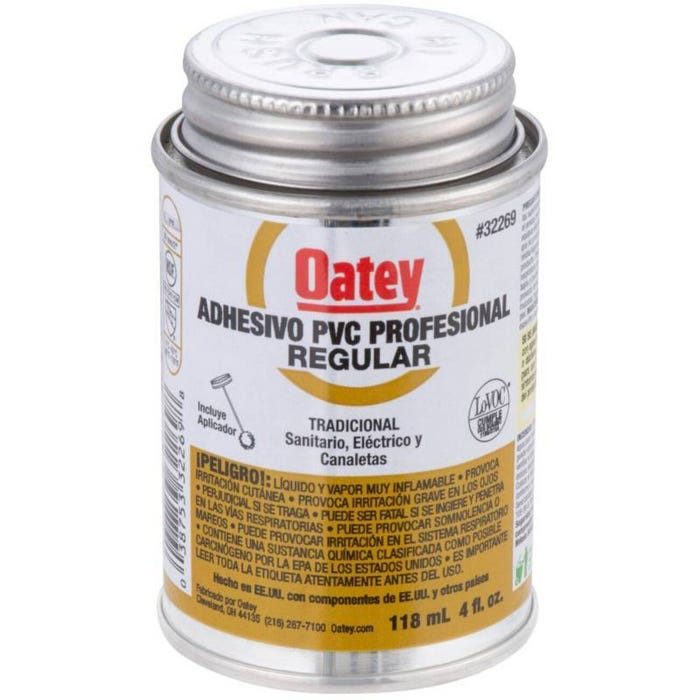 #32269
Oatey
ADHESIVO PVC PROFESIONAL
REGULAR
Incluye
Aplicador
TRADICIONAL
Sanitario, Eléctrico y
Canaletas
LoVOC
CUMPLE
¡PELIGRO!: LÍQUIDO Y VAPOR MUY INFLAMABLE • PROVOCA
IRRITACIÓN CUTÁNEA • PROVOCA IRRITACIÓN GRAVE EN LOS OJOS
• PERJUDICIAL SI SE TRAGA • PUEDE SER FATAL SI SE INGIERE Y PENETRA
EN LAS VÍAS RESPIRATORIAS • PUEDE PROVOCAR SOMNOLENCIA O
MAREOS • PUEDE PROVOCAR IRRITACIÓN EN EL SISTEMA RESPIRATORIO
• CONTIENE UNA SUSTANCIA QUÍMICA CLASIFICADA COMO POSIBLE
CARCINÓGENO POR LA EPA DE LOS ESTADOS UNIDOS • ES IMPORTANTE
LEER TODA LA ETIQUETA ATENTAMENTE ANTES DEL USO.
Hecho en EE.UU. con componentes de EE.UU. y otros países
Fabricado por Oatey
Cleveland, OH 44135 (216) 267-7100 Oatey.com
118 mL 4 fl. oz.
0 38753 32269 8